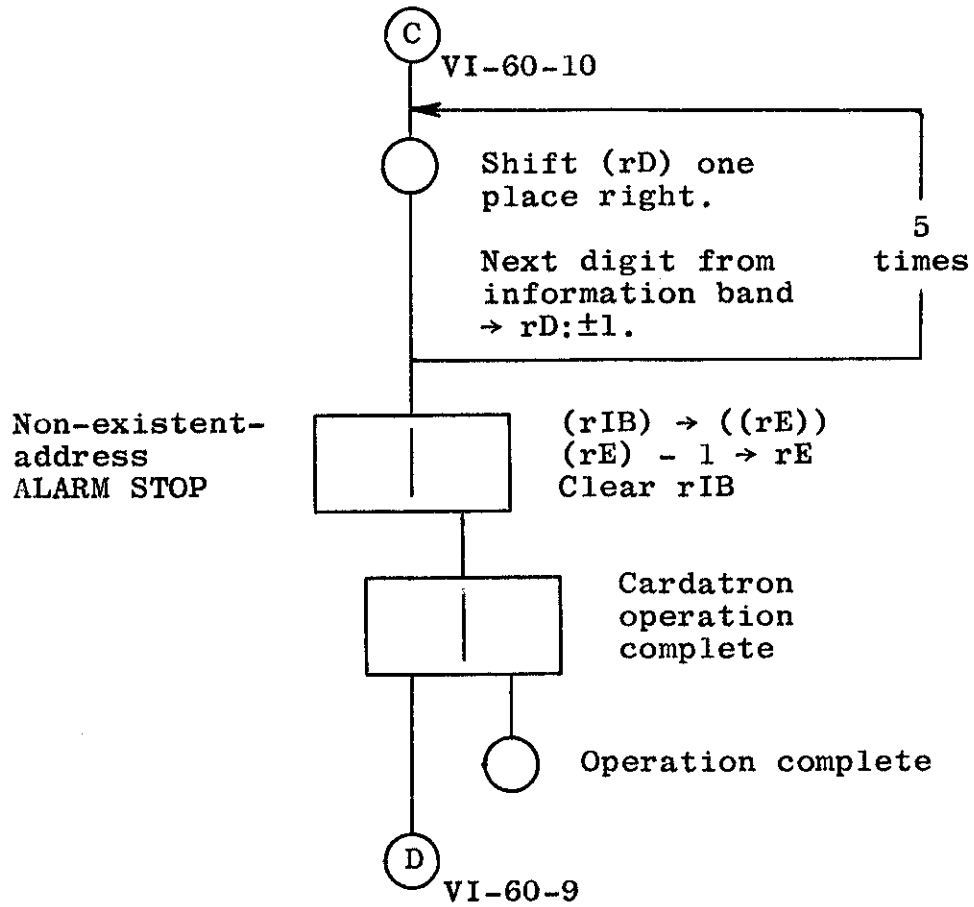 C
VI-60-10
Shift (rD) one
place right.
5
times
Next digit from
information band
→ rD:±1.
Non-existent-
address
ALARM STOP
(rIB) → ((rE))
(rE) - 1 → rE
Clear rIB
Cardatron
operation
complete
Operation complete
D
VI-60-9